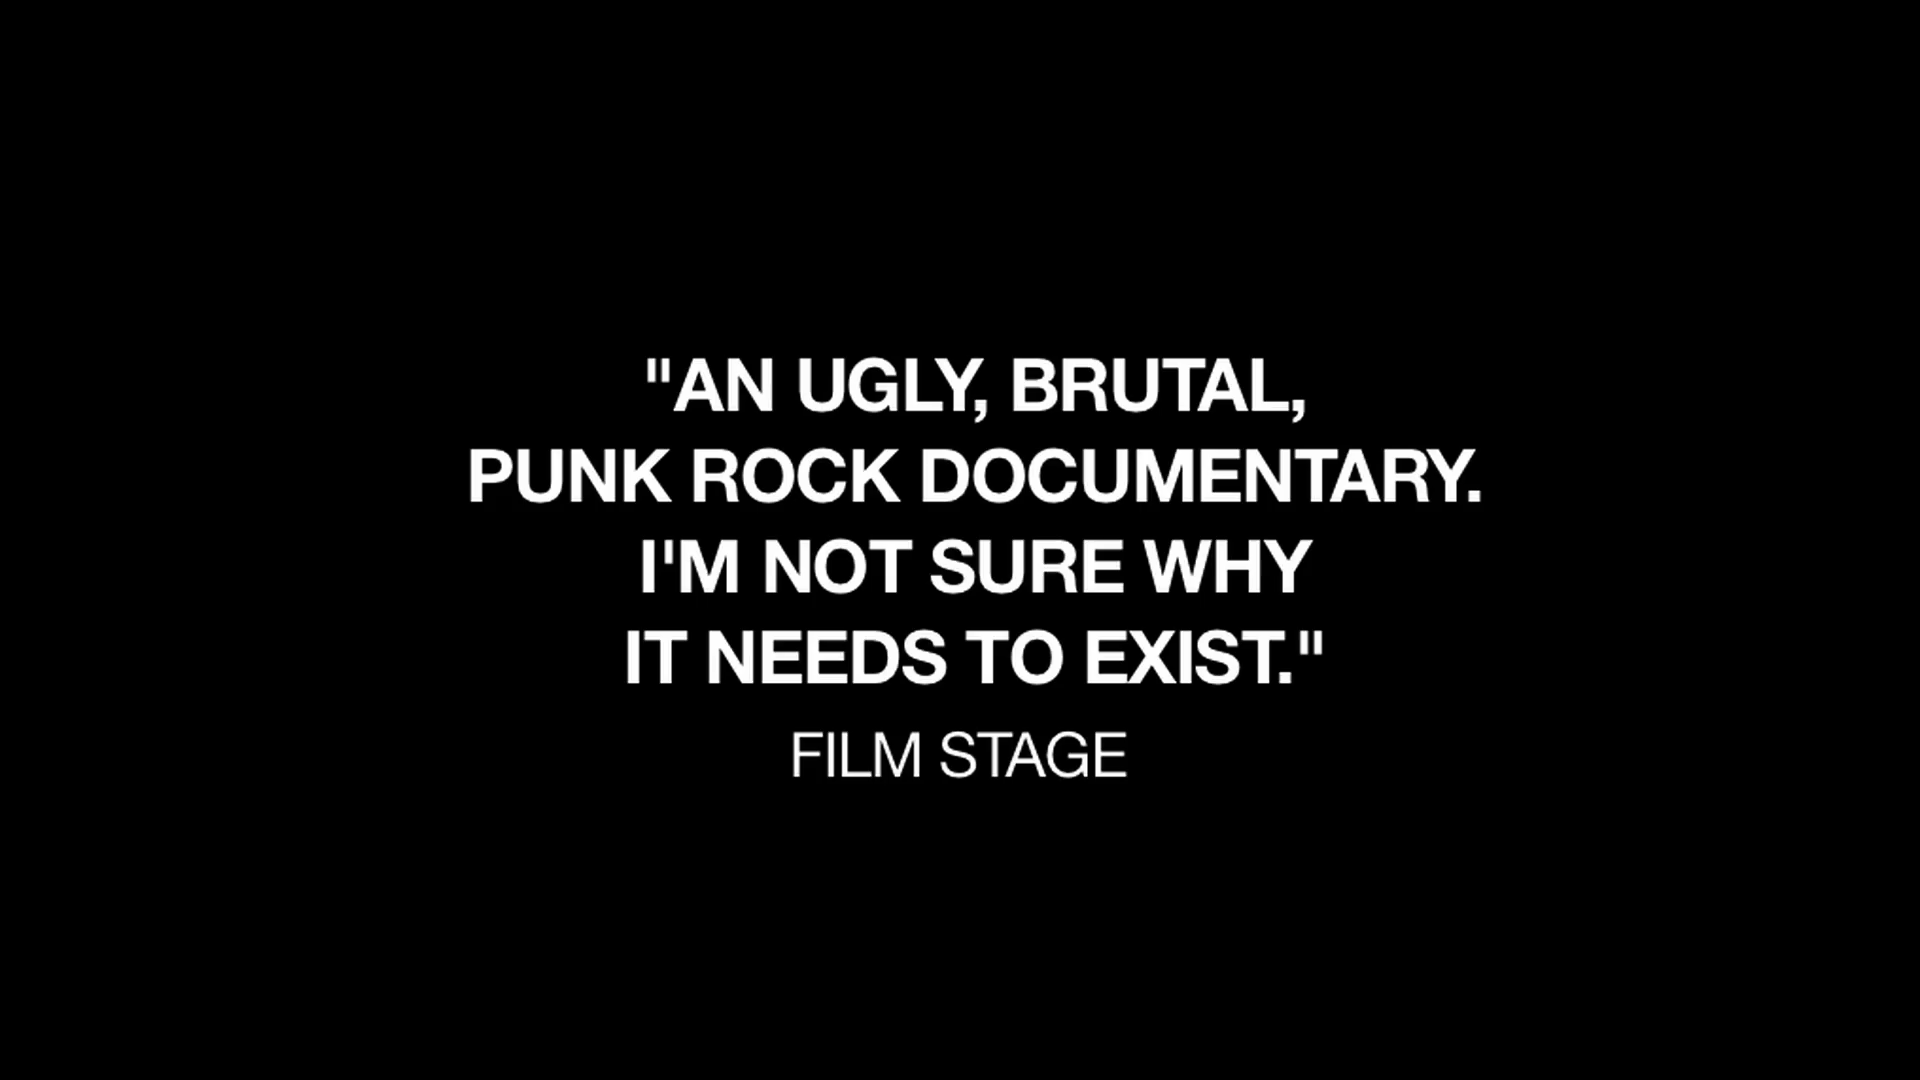 "AN UGLY, BRUTAL,
PUNK ROCK DOCUMENTARY.
I'M NOT SURE WHY
IT NEEDS TO EXIST."
FILM STAGE